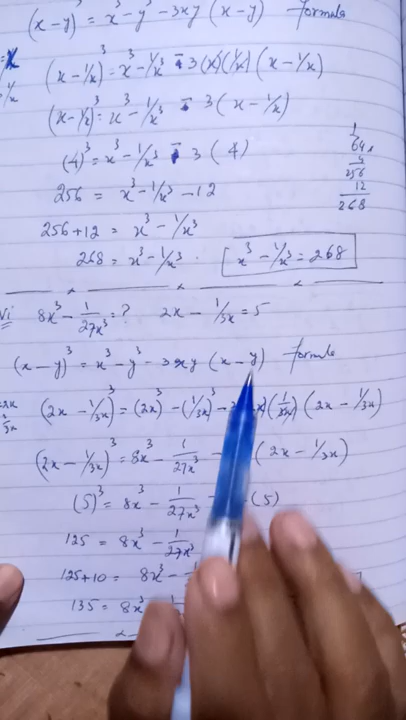 (x-y)³ = x³-y³ -3xy (x-y) formula
(x-1/x)³ = x³-1/x³ - 3(x)(1/x)(x-1/x)
(x-1/x)³ = x³-1/x³ - 3(x-1/x)
(4)³ = x³-1/x³ - 3(4)
256 = x³-1/x³ -12
256+12 = x³-1/x³
268 = x³-1/x³. [x³-1/x³ = 268
1
64
4
256
12
268
vi 8x³ - 1/27x³ = ? 2x - 1/3x = 5
(x-y)³ = x³-y³ - 3xy (x-y) formula
(2x-1/3x)³ = (2x)³-(1/3x)³ - (1/3x) (2x-1/3x)
(2x-1/3x)³ = 8x³ - 1/27x³ - (2x-1/3x)
(5)³ = 8x³ - 1/27x³ - (5)
125 = 8x³ - 1/27x³
125+10 = 8x³ -
135 = 8x³